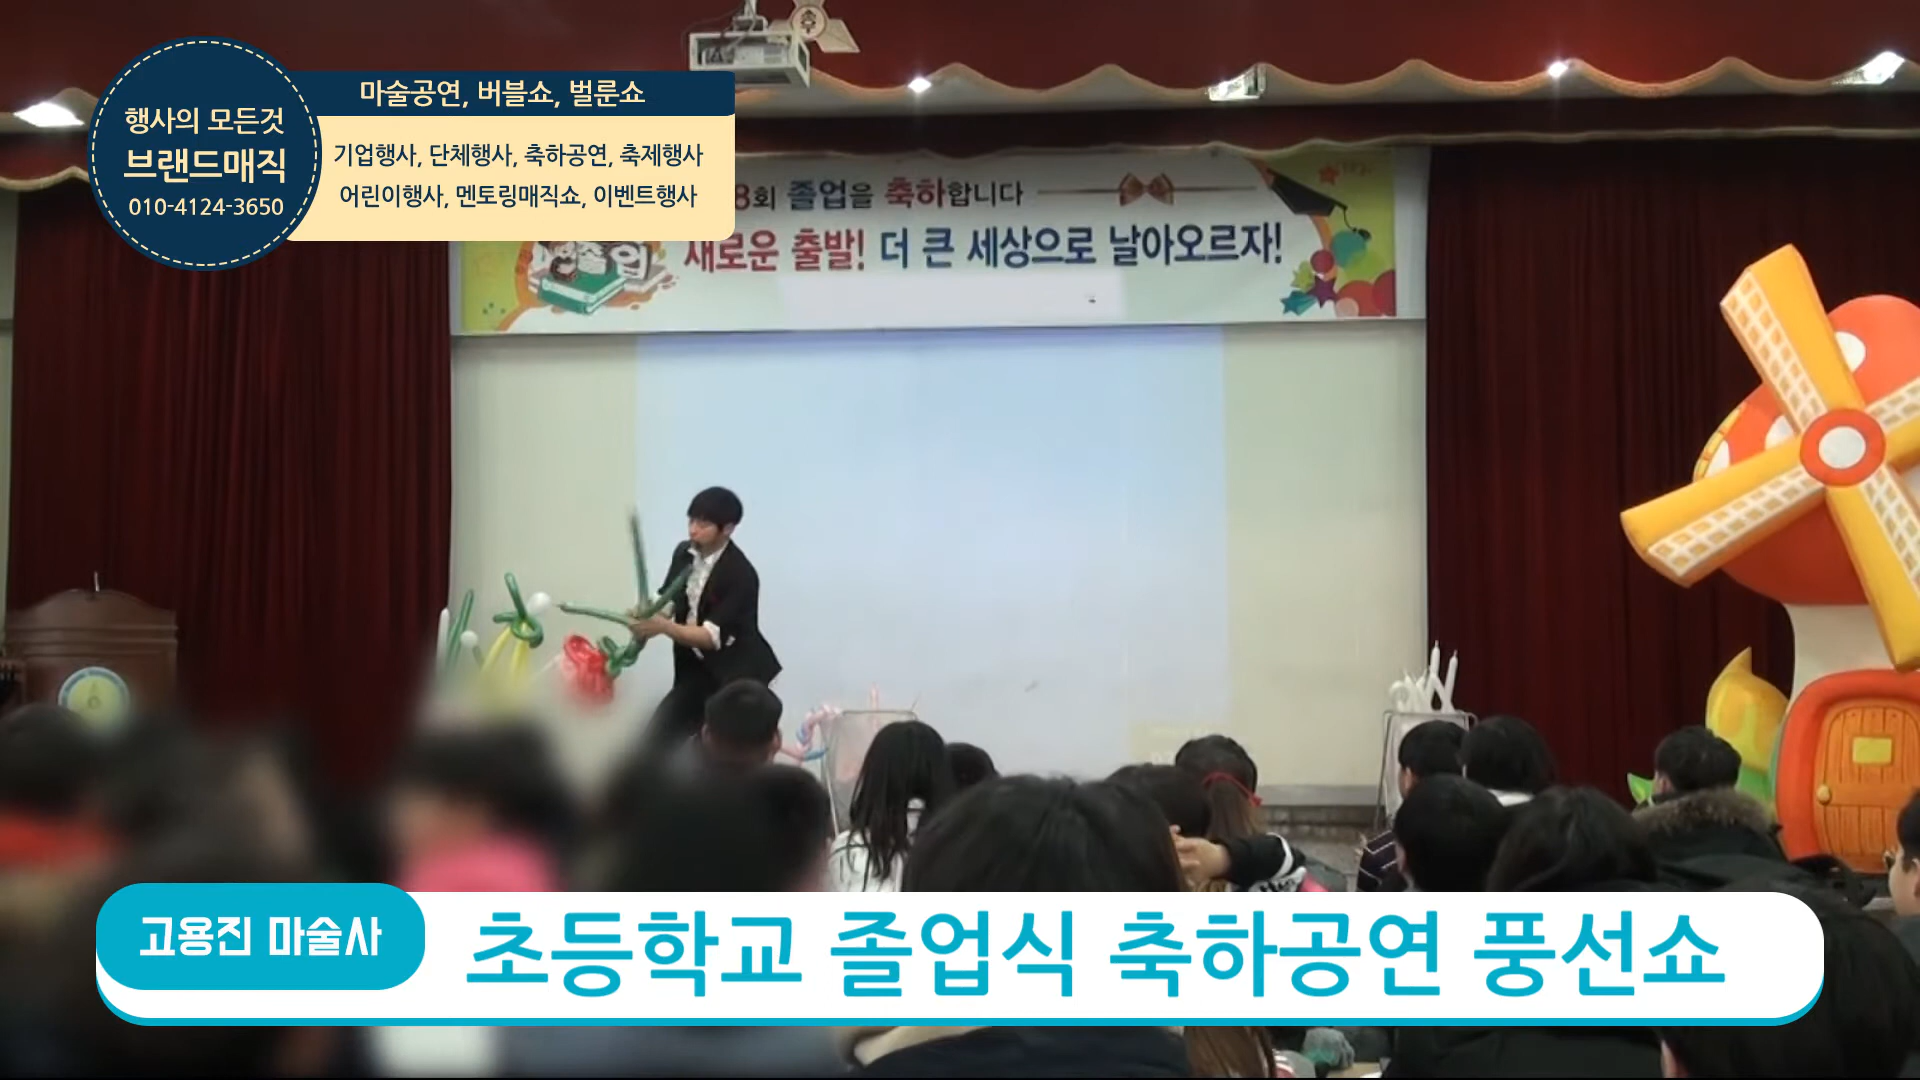 행사의 모든것
브랜드매직
010-4124-3650
마술공연, 버블쇼, 벌룬쇼
기업행사, 단체행사, 축하공연, 축제행사
어린이행사, 멘토링매직쇼, 이벤트행사
8회 졸업을 축하합니다
새로운 출발! 더 큰 세상으로 날아오르자!
고용진 마술사
초등학교 졸업식 축하공연 풍선쇼